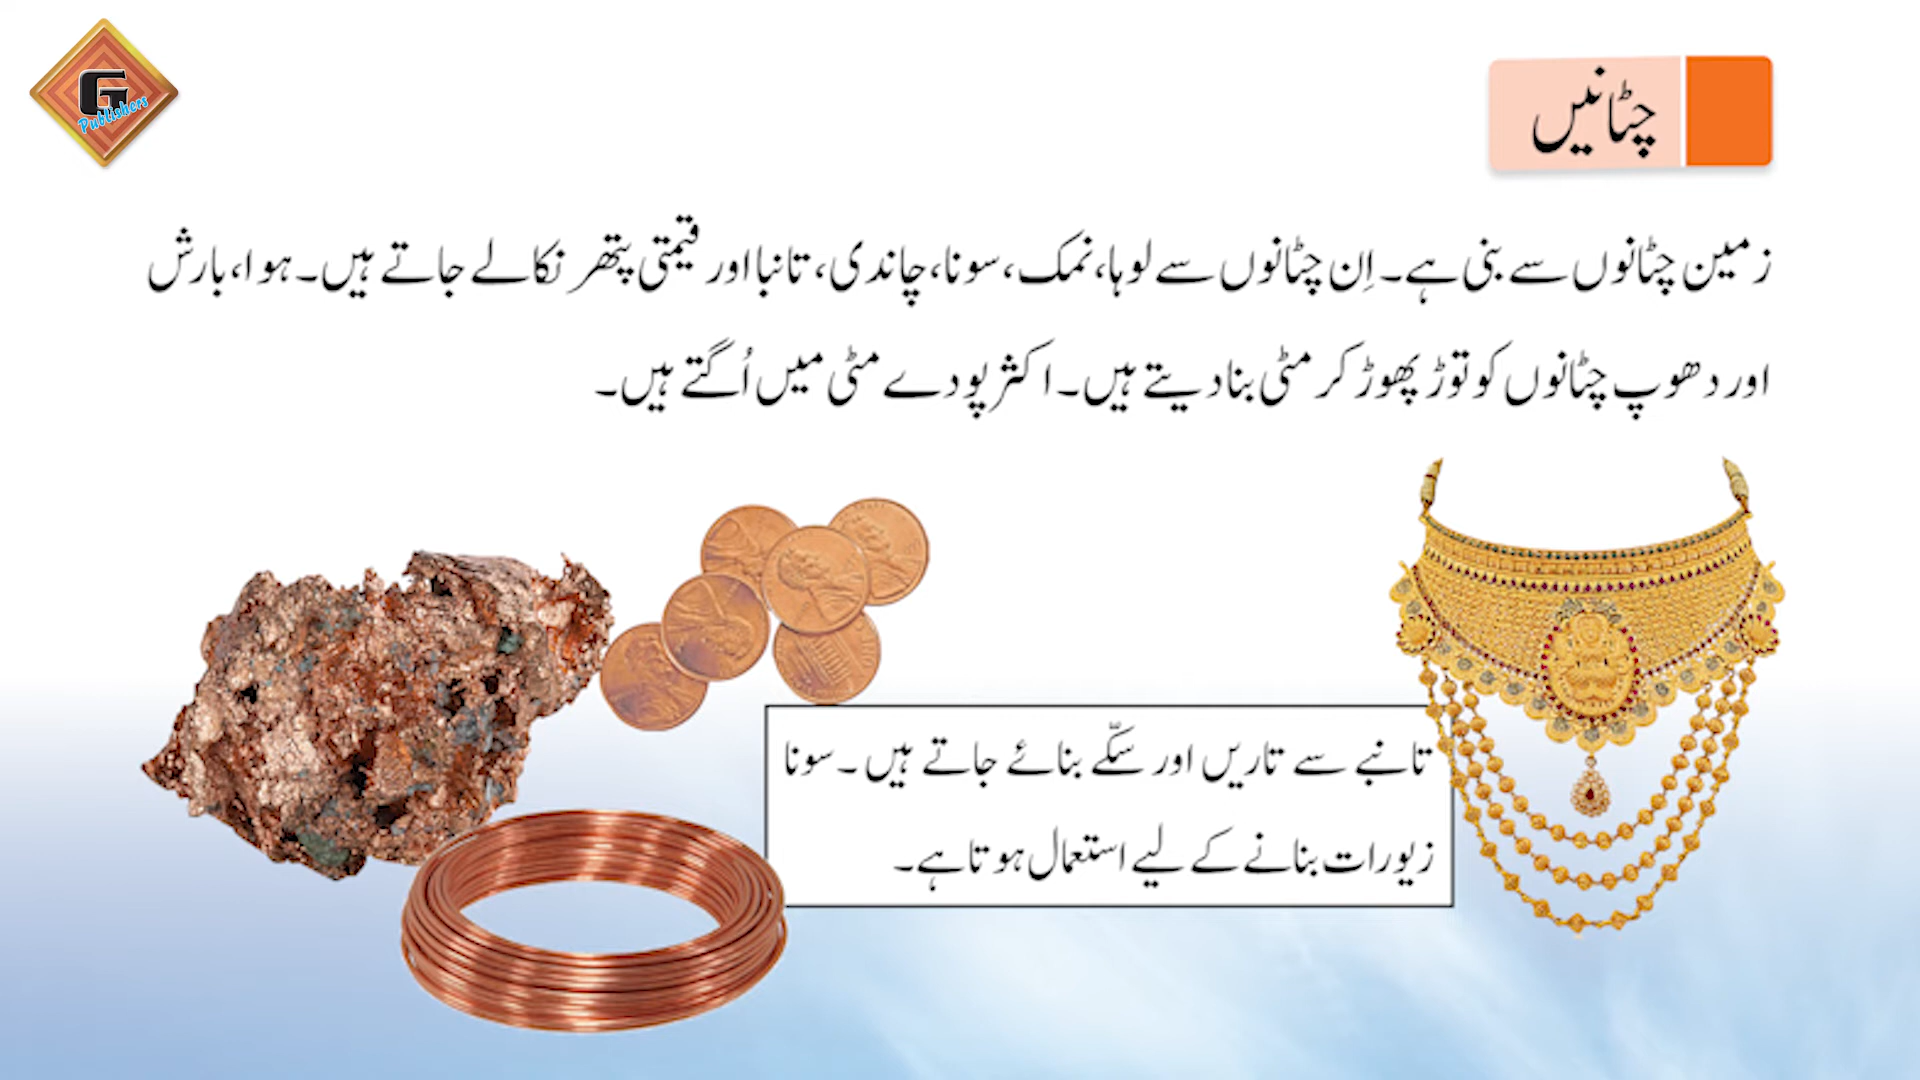 G
Publishers
چٹانیں
زمین چٹانوں سے بنی ہے۔ اِن چٹانوں سے لوہا، نمک، سونا، چاندی، تانبا اور قیمتی پتھر نکالے جاتے ہیں۔ ہوا، بارش
اور دھوپ چٹانوں کو توڑ پھوڑ کر مٹی بنا دیتے ہیں۔ اکثر پودے مٹی میں اُگتے ہیں۔
تانبے سے تاریں اور سکّے بنائے جاتے ہیں۔ سونا
زیورات بنانے کے لیے استعمال ہوتا ہے۔